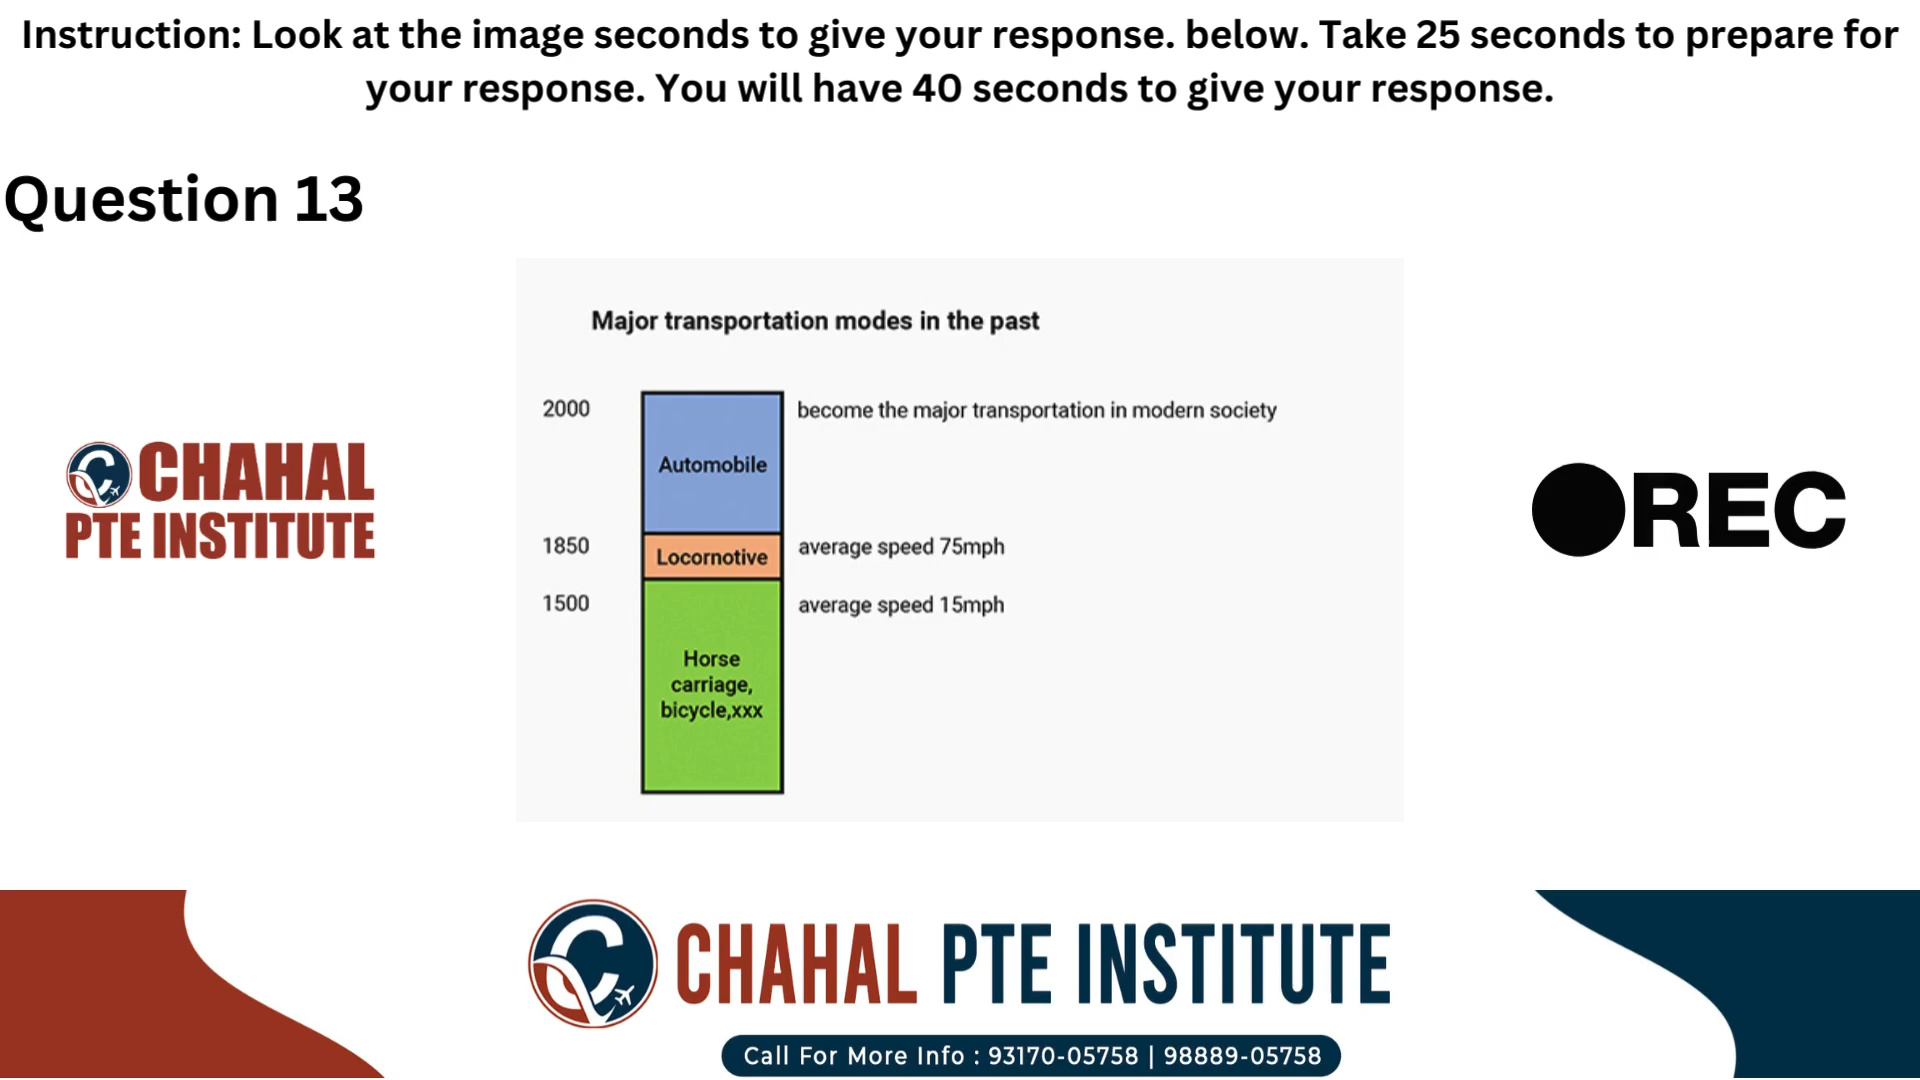 Instruction: Look at the image seconds to give your response. below. Take 25 seconds to prepare for
your response. You will have 40 seconds to give your response.
Question 13
Major transportation modes in the past
2000
become the major transportation in modern society
Automobile
1850
Locornotive
average speed 75mph
1500
average speed 15mph
Horse
carriage,
bicycle,xxx
CHAHAL
PTE INSTITUTE
REC
CHAHAL PTE INSTITUTE
Call For More Info : 93170-05758 | 98889-05758